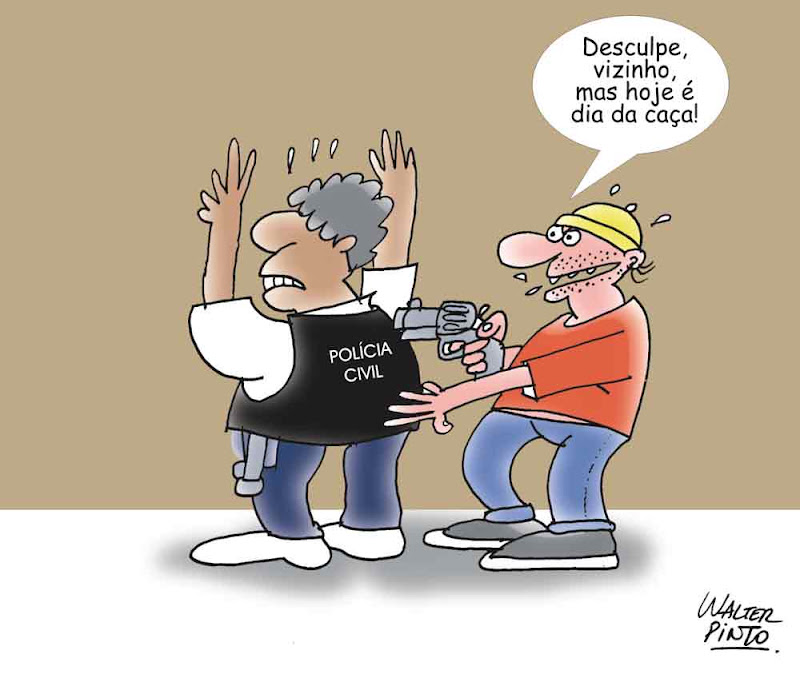 Desculpe,
vizinho,
mas hoje é
dia da caça!
POLÍCIA
CIVIL
WALTER
PINTO.